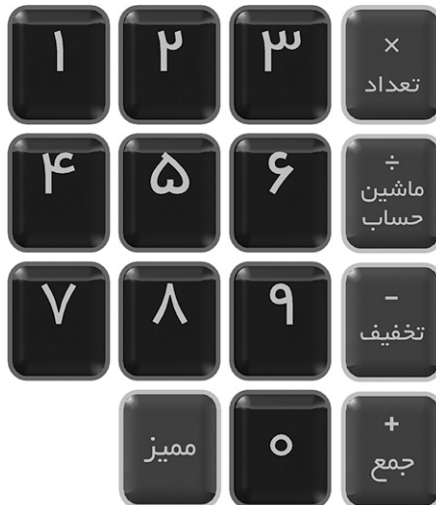 ۱ ۲ ۳ ×
تعداد
۴ ۵ ۶ ÷
ماشین
حساب
۷ ۸ ۹ -
تخفیف
ممیز ۰ +
جمع